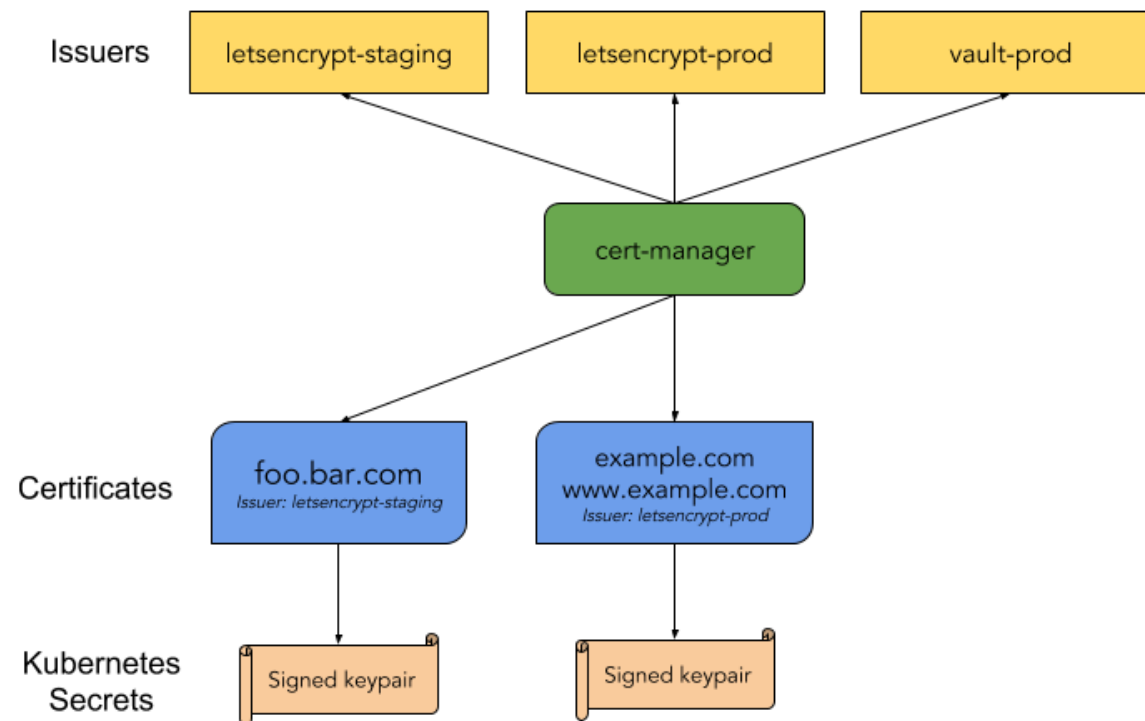 Issuers
letsencrypt-staging
letsencrypt-prod
vault-prod
cert-manager
Certificates
foo.bar.com
Issuer: letsencrypt-staging
example.com
www.example.com
Issuer: letsencrypt-prod
Kubernetes
Secrets
Signed keypair
Signed keypair